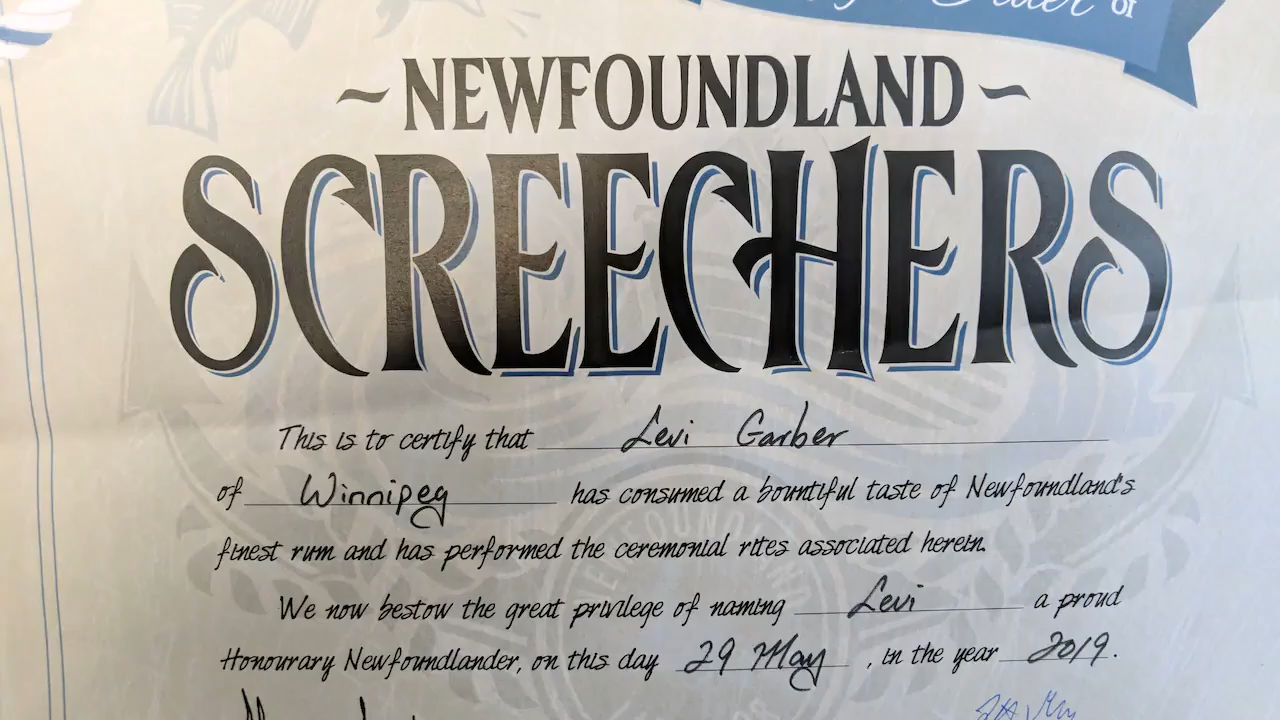 of
~NEWFOUNDLAND~
SCREECHERS
This is to certify that Levi Garber
of Winnipeg has consumed a bountiful taste of Newfoundland's
finest rum and has performed the ceremonial rites associated herein.
We now bestow the great privilege of naming Levi a proud
Honourary Newfoundlander, on this day 29 May, in the year 2019.
NEWFOUNDLAND